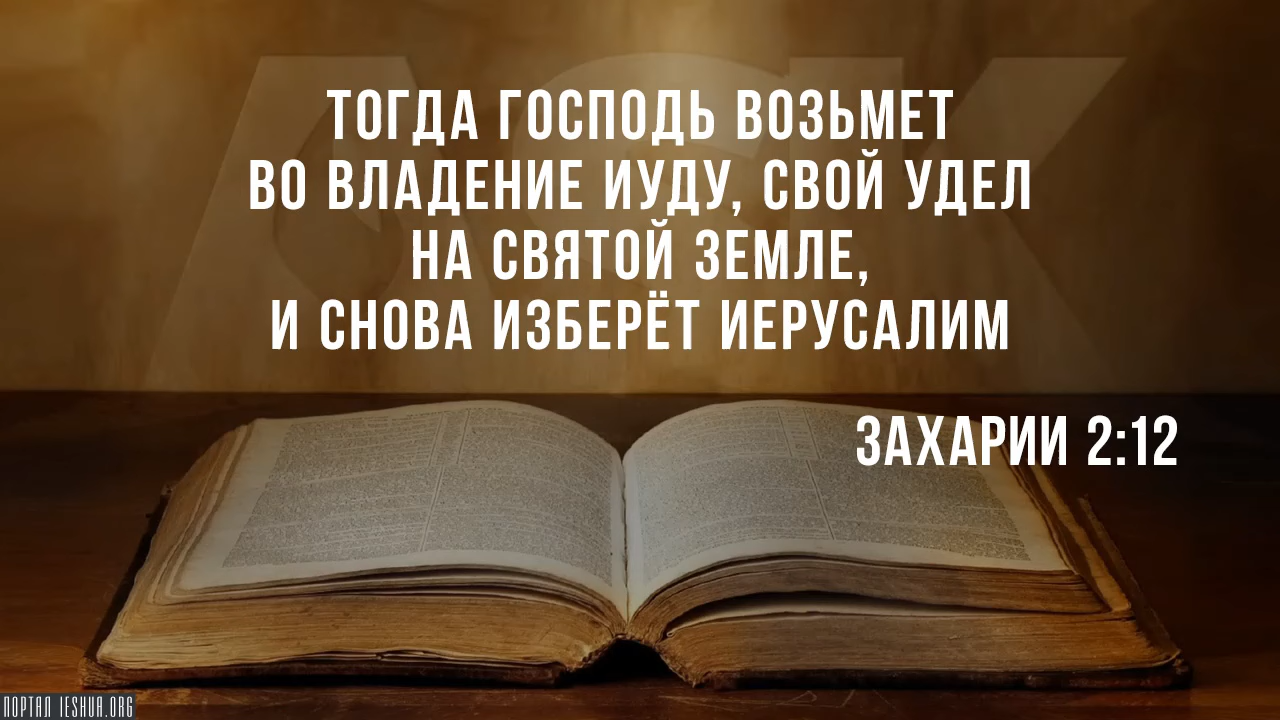 ASK
ТОГДА ГОСПОДЬ ВОЗЬМЕТ
ВО ВЛАДЕНИЕ ИУДУ, СВОЙ УДЕЛ
НА СВЯТОЙ ЗЕМЛЕ,
И СНОВА ИЗБЕРЁТ ИЕРУСАЛИМ
ЗАХАРИИ 2:12
ПОРТАЛ IESHUA.ORG